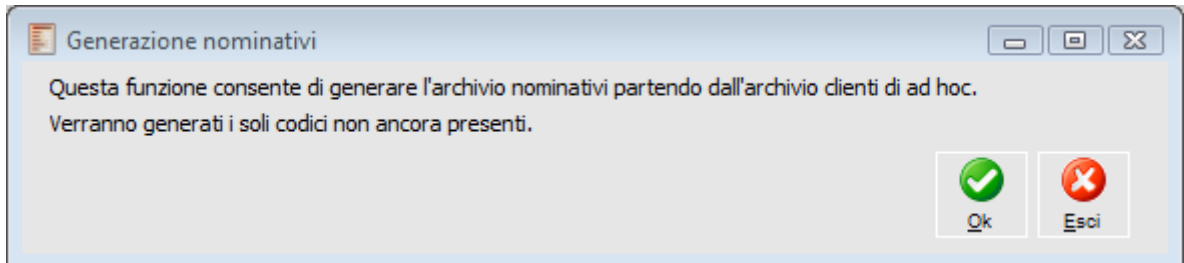 Generazione nominativi
Questa funzione consente di generare l'archivio nominativi partendo dall'archivio clienti di ad hoc.
Verranno generati i soli codici non ancora presenti.
Ok Esci